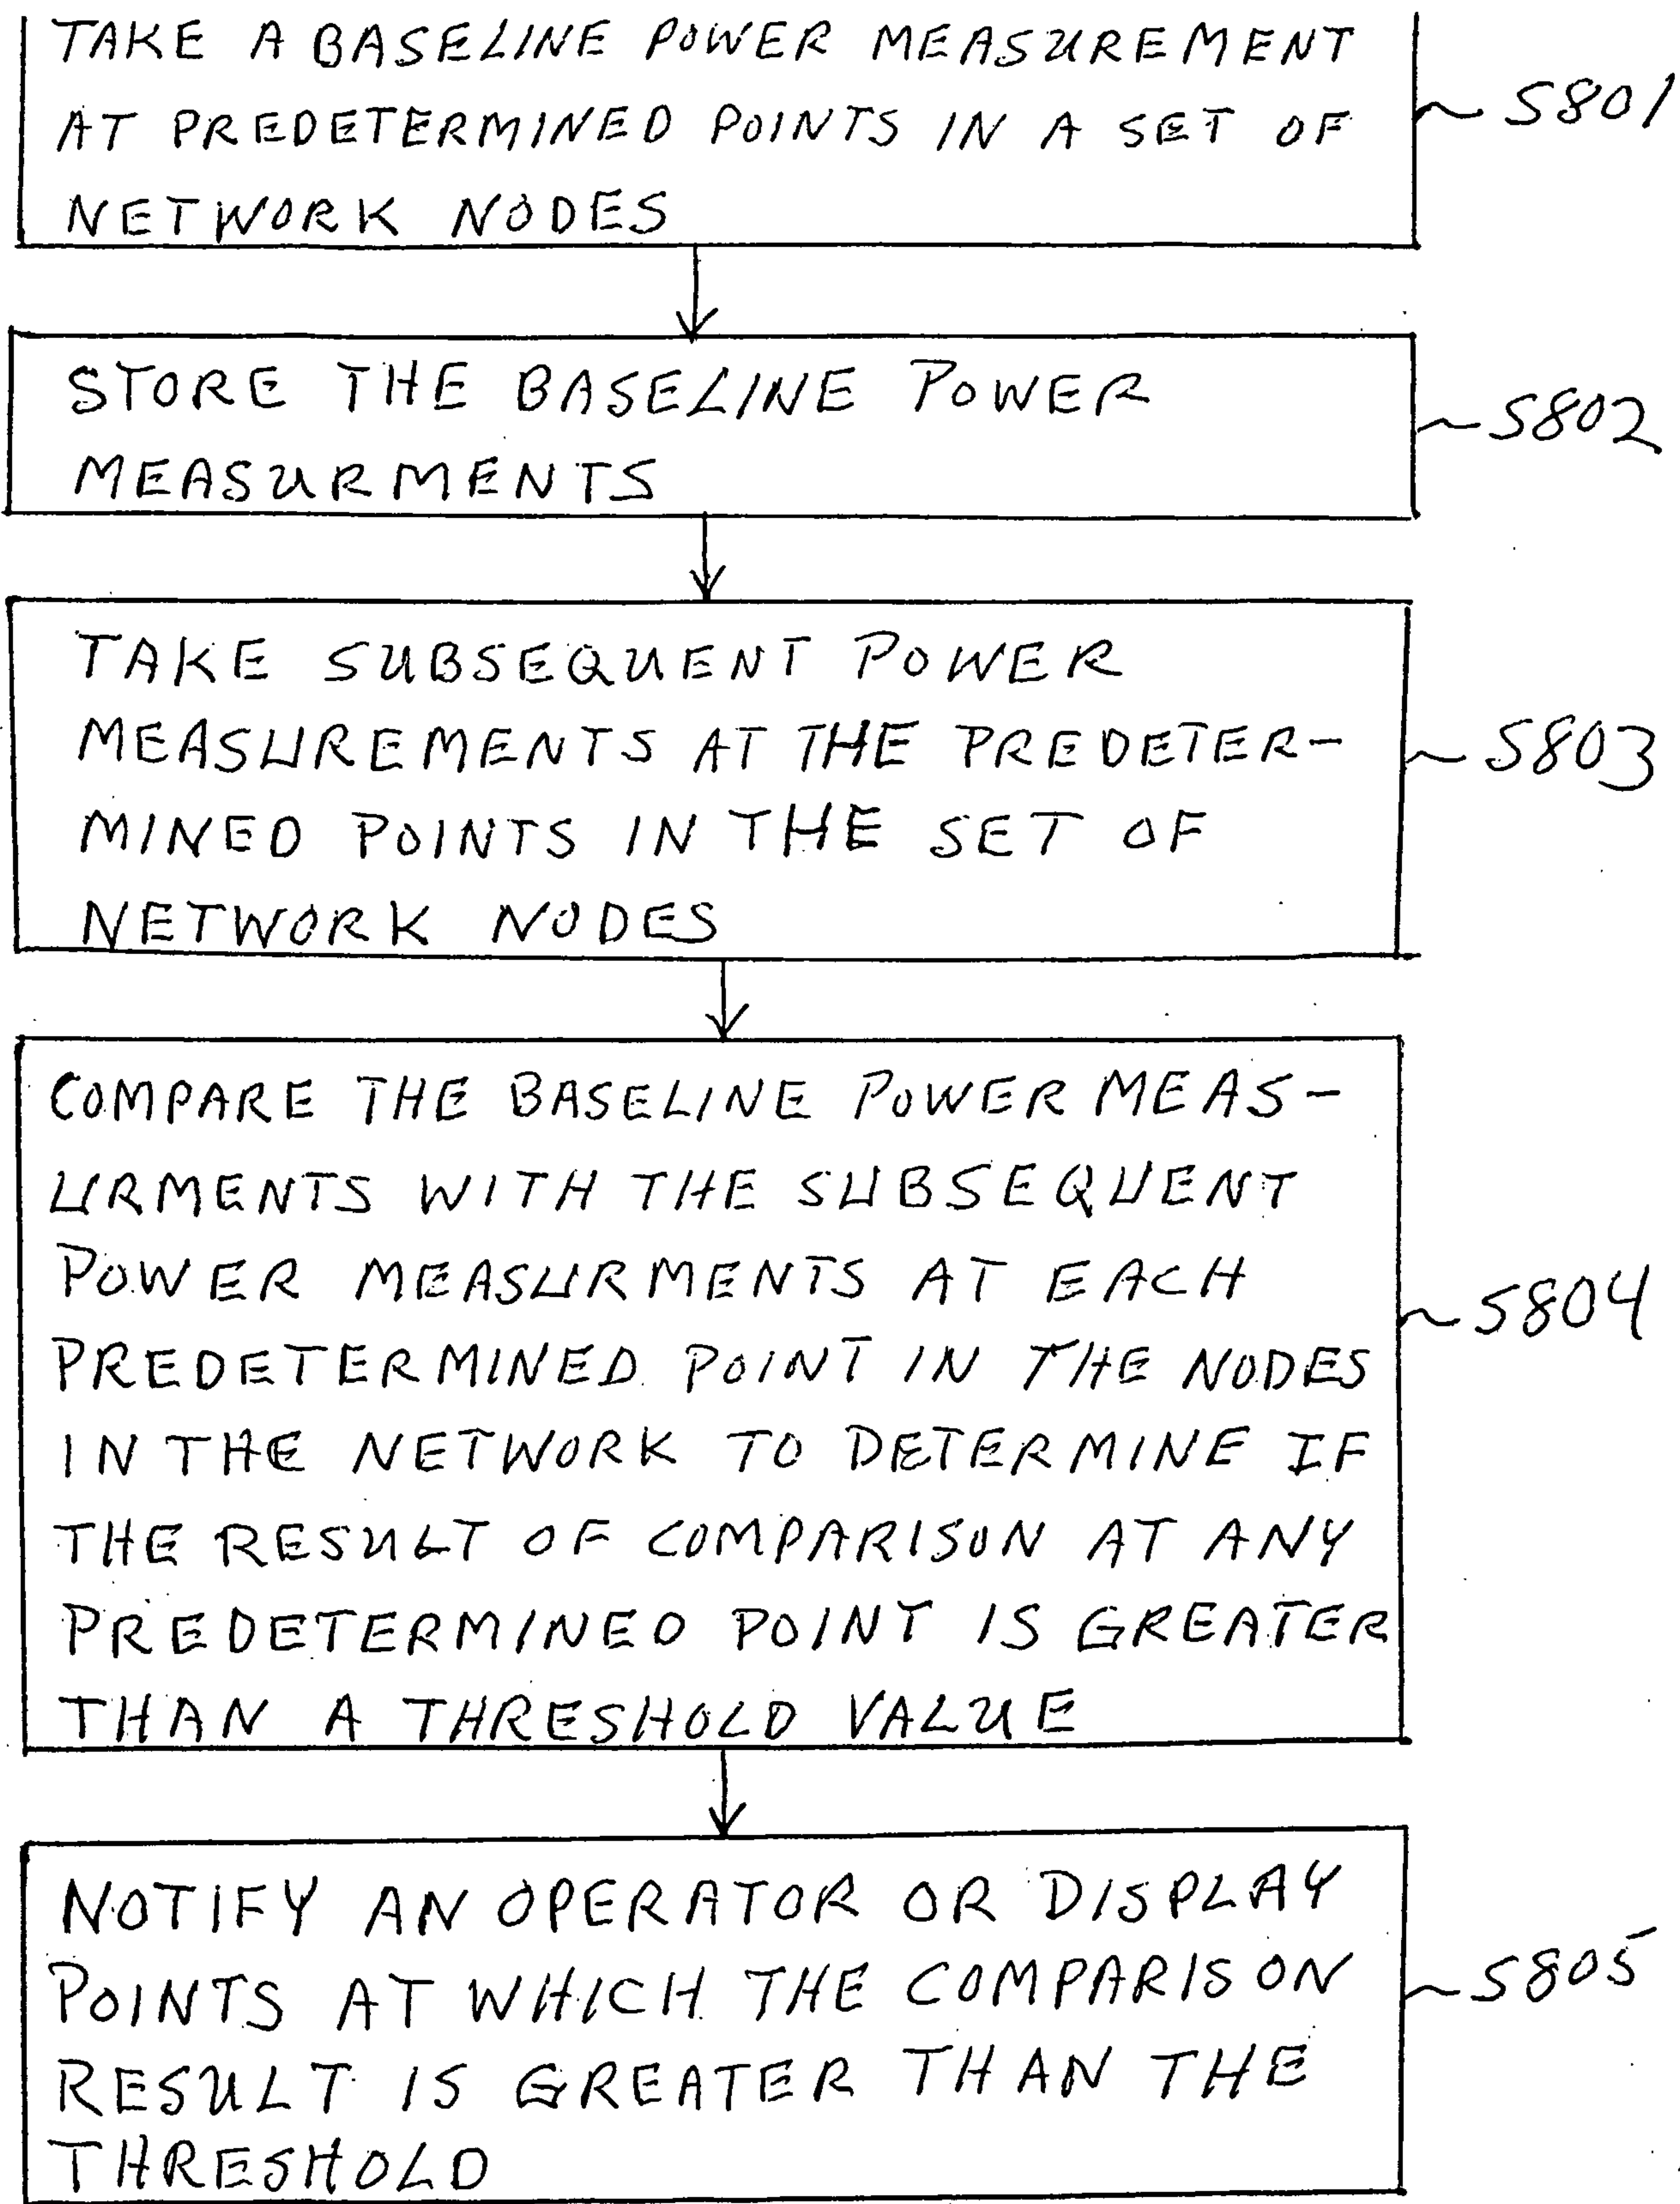 TAKE A BASELINE POWER MEASUREMENT
AT PREDETERMINED POINTS IN A SET OF
NETWORK NODES
S801
STORE THE BASELINE POWER
MEASURMENTS
S802
TAKE SUBSEQUENT POWER
MEASUREMENTS AT THE PREDETER-
MINED POINTS IN THE SET OF
NETWORK NODES
S803
COMPARE THE BASELINE POWER MEAS-
URMENTS WITH THE SUBSEQUENT
POWER MEASURMENTS AT EACH
PREDETERMINED POINT IN THE NODES
IN THE NETWORK TO DETERMINE IF
THE RESULT OF COMPARISON AT ANY
PREDETERMINED POINT IS GREATER
THAN A THRESHOLD VALUE
S804
NOTIFY AN OPERATOR OR DISPLAY
POINTS AT WHICH THE COMPARISON
RESULT IS GREATER THAN THE
THRESHOLD
S805